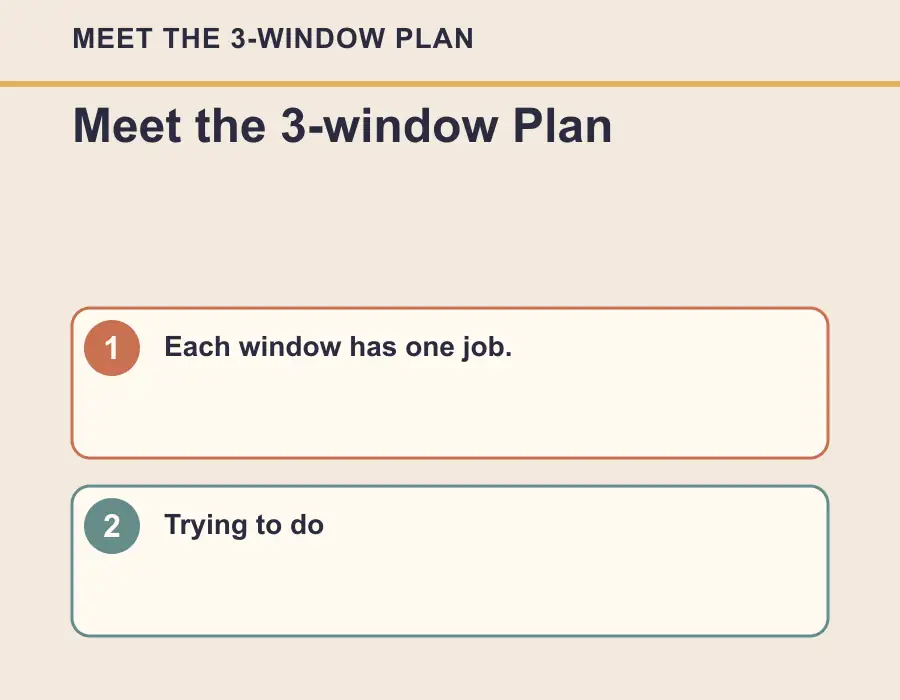 MEET THE 3-WINDOW PLAN
Meet the 3-window Plan
1 Each window has one job.
2 Trying to do